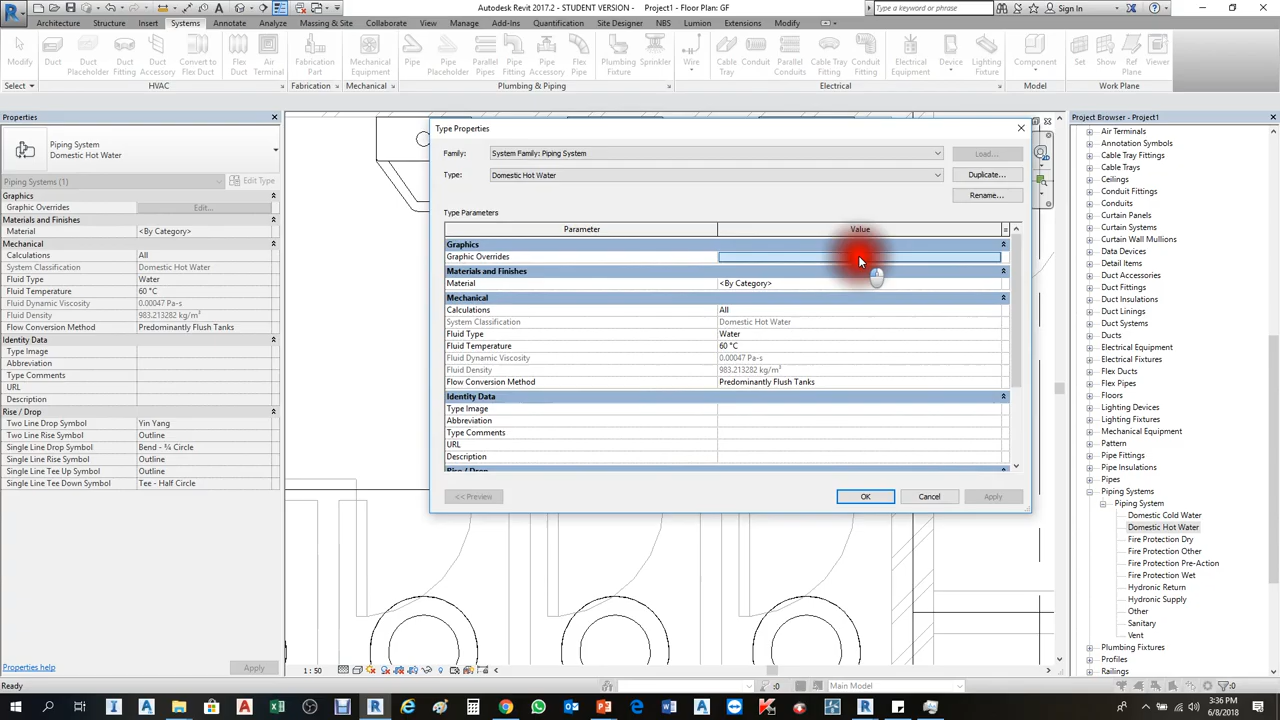 Autodesk Revit 2017.2 - STUDENT VERSION - Project1 - Floor Plan: GF
Type a keyword or phrase
Sign In
Architecture Structure Insert Systems Annotate Analyze Massing & Site Collaborate View Manage Add-Ins Quantification Site Designer NBS Lumion Extensions Modify
Modify Duct Duct Placeholder Duct Fitting Duct Accessory Convert to Flex Duct Flex Duct Air Terminal Fabrication Part Mechanical Equipment Pipe Pipe Placeholder Parallel Pipes Pipe Fitting Pipe Accessory Flex Pipe Plumbing Fixture Sprinkler Wire Cable Tray Conduit Parallel Conduits Cable Tray Fitting Conduit Fitting Electrical Equipment Device Lighting Fixture Component Set Show Ref Plane Viewer
Select HVAC Fabrication Mechanical Plumbing & Piping Electrical Model Work Plane
Properties
Piping System
Domestic Hot Water
Piping Systems (1)
Edit Type
Graphics
Graphic Overrides Edit...
Materials and Finishes
Material <By Category>
Mechanical
Calculations All
System Classification Domestic Hot Water
Fluid Type Water
Fluid Temperature 60 °C
Fluid Dynamic Viscosity 0.00047 Pa-s
Fluid Density 983.213282 kg/m³
Flow Conversion Method Predominantly Flush Tanks
Identity Data
Type Image
Abbreviation
Type Comments
URL
Description
Rise / Drop
Two Line Drop Symbol Yin Yang
Two Line Rise Symbol Outline
Single Line Drop Symbol Bend - ¾ Circle
Single Line Rise Symbol Outline
Single Line Tee Up Symbol Outline
Single Line Tee Down Symbol Tee - Half Circle
Properties help
Apply
Type Properties
Family: System Family: Piping System Load...
Type: Domestic Hot Water Duplicate...
Rename...
Type Parameters
Parameter Value
Graphics
Graphic Overrides
Materials and Finishes
Material <By Category>
Mechanical
Calculations All
System Classification Domestic Hot Water
Fluid Type Water
Fluid Temperature 60 °C
Fluid Dynamic Viscosity 0.00047 Pa-s
Fluid Density 983.213282 kg/m³
Flow Conversion Method Predominantly Flush Tanks
Identity Data
Type Image
Abbreviation
Type Comments
URL
Description
Rise / Drop
<< Preview OK Cancel Apply
Project Browser - Project1
Air Terminals
Annotation Symbols
Cable Tray Fittings
Cable Trays
Ceilings
Conduit Fittings
Conduits
Curtain Panels
Curtain Systems
Curtain Wall Mullions
Data Devices
Detail Items
Duct Accessories
Duct Fittings
Duct Linings
Duct Systems
Ducts
Electrical Equipment
Electrical Fixtures
Flex Ducts
Flex Pipes
Floors
Lighting Devices
Lighting Fixtures
Mechanical Equipment
Pattern
Pipe Fittings
Pipe Insulations
Pipes
Piping Systems
Piping System
Domestic Cold Water
Domestic Hot Water
Fire Protection Dry
Fire Protection Other
Fire Protection Pre-Action
Fire Protection Wet
Hydronic Return
Hydronic Supply
Other
Sanitary
Vent
Plumbing Fixtures
Profiles
Railings
1 : 50
Ready
:0
Main Model
:0
3:36 PM
6/8/2018